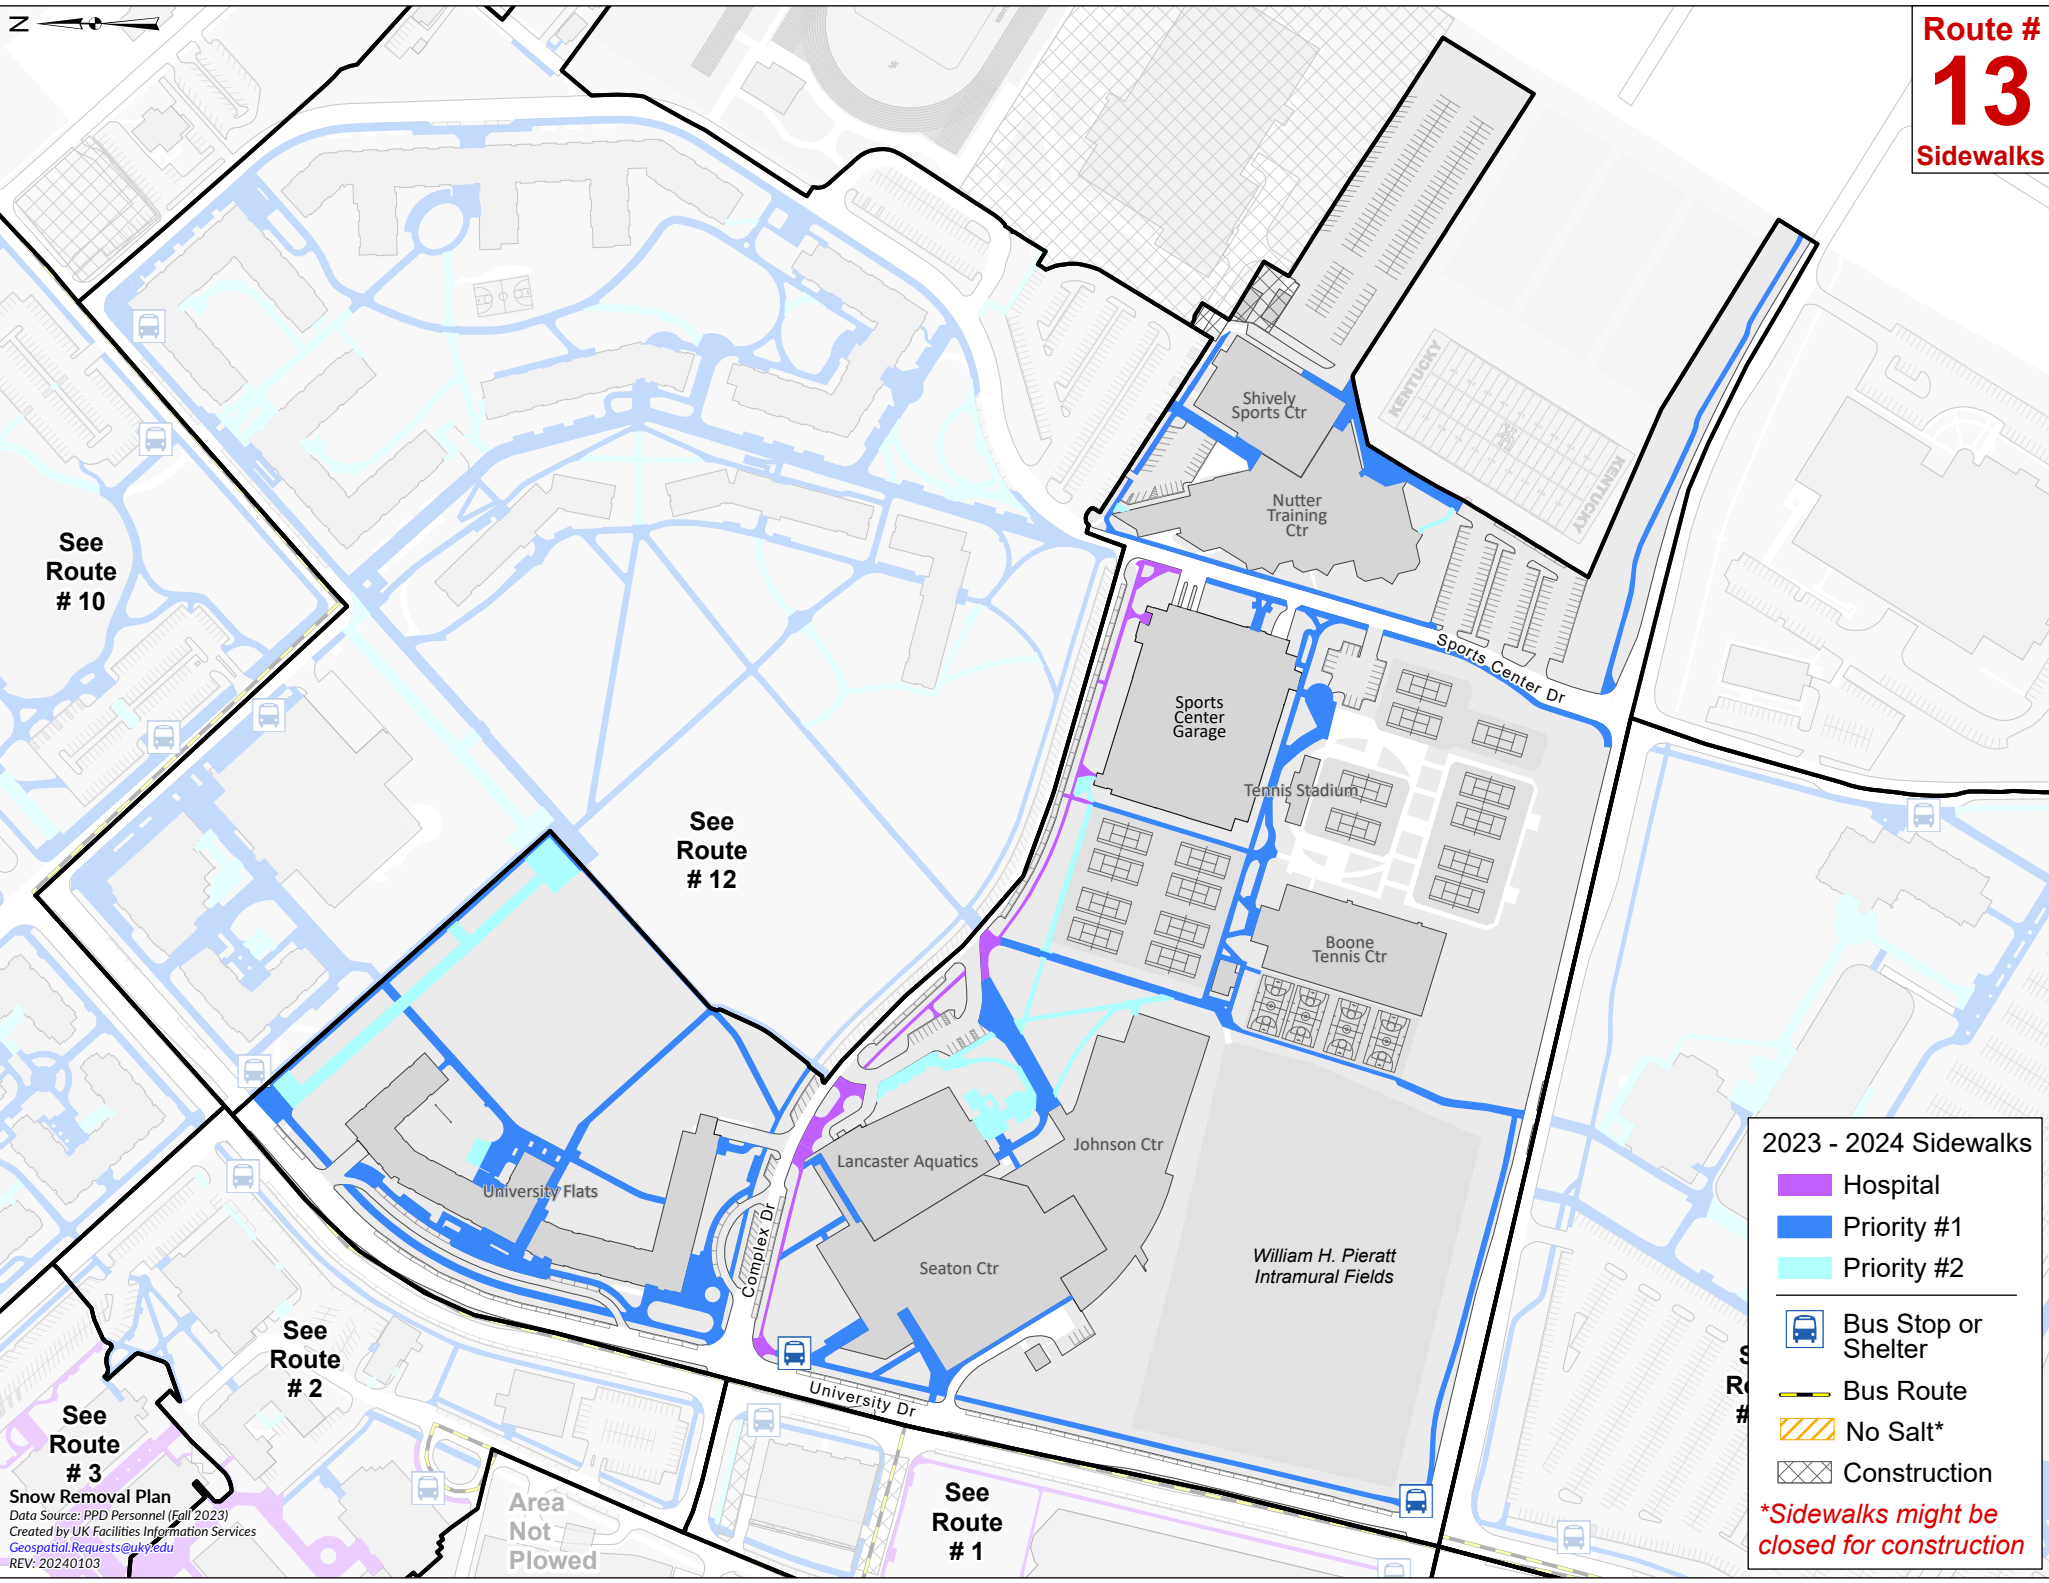 N
Route #
13
Sidewalks
KENTUCKY
KENTUCKY
Shively
Sports Ctr
Nutter
Training
Ctr
See
Route
# 10
Sports Center Dr
Sports
Center
Garage
Tennis Stadium
See
Route
# 12
Boone
Tennis Ctr
Johnson Ctr
Lancaster Aquatics
University Flats
Complex Dr
Seaton Ctr
William H. Pieratt
Intramural Fields
University Dr
See
Route
# 2
See
Route
# 3
See
Route
# 1
Area
Not
Plowed
2023 - 2024 Sidewalks
Hospital
Priority #1
Priority #2
Bus Stop or
Shelter
Bus Route
No Salt*
Construction
*Sidewalks might be
closed for construction
Snow Removal Plan
Data Source: PPD Personnel (Fall 2023)
Created by UK Facilities Information Services
Geospatial.Requests@uky.edu
REV: 20240103